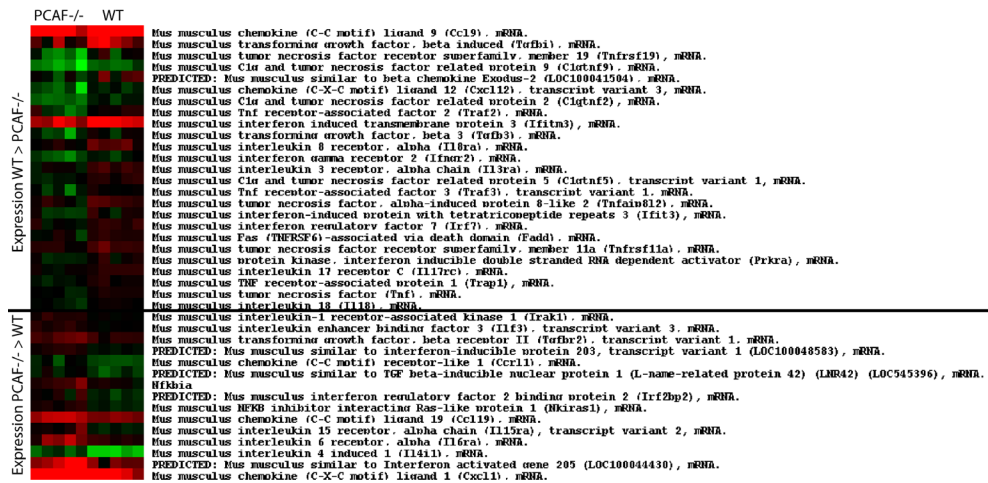 PCAF-/- WT
Expression WT > PCAF-/-
Mus musculus chemokine (C-C motif) ligand 9 (Ccl9), mRNA.
Mus musculus transforming growth factor, beta induced (Tgfbi), mRNA.
Mus musculus tumor necrosis factor receptor superfamily, member 19 (Tnfrsf19), mRNA.
Mus musculus C1q and tumor necrosis factor related protein 9 (C1qtnf9), mRNA.
PREDICTED: Mus musculus similar to beta chemokine Exodus-2 (LOC100041504), mRNA.
Mus musculus chemokine (C-X-C motif) ligand 12 (Cxcl12), transcript variant 3, mRNA.
Mus musculus C1q and tumor necrosis factor related protein 2 (C1qtnf2), mRNA.
Mus musculus Tnf receptor-associated factor 2 (Traf2), mRNA.
Mus musculus interferon induced transmembrane protein 3 (Ifitm3), mRNA.
Mus musculus transforming growth factor, beta 3 (Tgfb3), mRNA.
Mus musculus interleukin 8 receptor, alpha (Il8ra), mRNA.
Mus musculus interferon gamma receptor 2 (Ifngr2), mRNA.
Mus musculus interleukin 3 receptor, alpha chain (Il3ra), mRNA.
Mus musculus C1q and tumor necrosis factor related protein 5 (C1qtnf5), transcript variant 1, mRNA.
Mus musculus Tnf receptor-associated factor 3 (Traf3), transcript variant 1, mRNA.
Mus musculus tumor necrosis factor, alpha-induced protein 8-like 2 (Tnfaip8l2), mRNA.
Mus musculus interferon-induced protein with tetratricopeptide repeats 3 (Ifit3), mRNA.
Mus musculus interferon regulatory factor 7 (Irf7), mRNA.
Mus musculus Fas (TNFRSF6)-associated via death domain (Fadd), mRNA.
Mus musculus tumor necrosis factor receptor superfamily, member 11a (Tnfrsf11a), mRNA.
Mus musculus protein kinase, interferon inducible double stranded RNA dependent activator (Prkra), mRNA.
Mus musculus interleukin 17 receptor C (Il17rc), mRNA.
Mus musculus TNF receptor-associated protein 1 (Trap1), mRNA.
Mus musculus tumor necrosis factor (Tnf), mRNA.
Mus musculus interleukin 18 (Il18), mRNA.
Expression PCAF-/- > WT
Mus musculus interleukin-1 receptor-associated kinase 1 (Irak1), mRNA.
Mus musculus interleukin enhancer binding factor 3 (Ilf3), transcript variant 3, mRNA.
Mus musculus transforming growth factor, beta receptor II (Tgfbr2), transcript variant 1, mRNA.
PREDICTED: Mus musculus similar to interferon-inducible protein 203, transcript variant 1 (LOC100048583), mRNA.
Mus musculus chemokine (C-C motif) receptor-like 1 (Ccrl1), mRNA.
PREDICTED: Mus musculus similar to TGF beta-inducible nuclear protein 1 (L-name-related protein 42) (LNR42) (LOC545396), mRNA.
Nfkbia
PREDICTED: Mus musculus interferon regulatory factor 2 binding protein 2 (Irf2bp2), mRNA.
Mus musculus NFKB inhibitor interacting Ras-like protein 1 (Nkiras1), mRNA.
Mus musculus chemokine (C-C motif) ligand 19 (Ccl19), mRNA.
Mus musculus interleukin 15 receptor, alpha chain (Il15ra), transcript variant 2, mRNA.
Mus musculus interleukin 6 receptor, alpha (Il6ra), mRNA.
Mus musculus interleukin 4 induced 1 (Il4i1), mRNA.
PREDICTED: Mus musculus similar to Interferon activated gene 205 (LOC100044430), mRNA.
Mus musculus chemokine (C-X-C motif) ligand 1 (Cxcl1), mRNA.